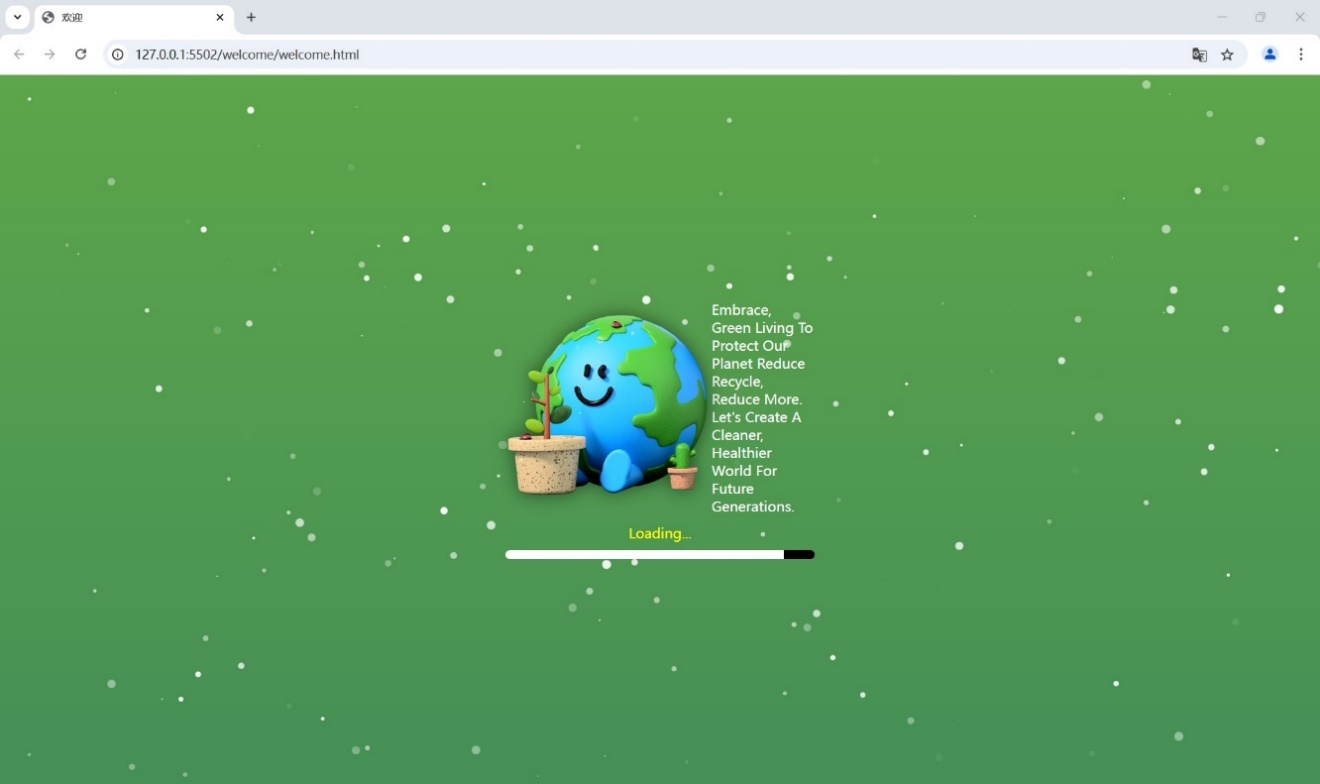 欢迎
127.0.0.1:5502/welcome/welcome.html
Embrace,
Green Living To
Protect Our
Planet Reduce
Recycle,
Reduce More.
Let's Create A
Cleaner,
Healthier
World For
Future
Generations.
Loading...